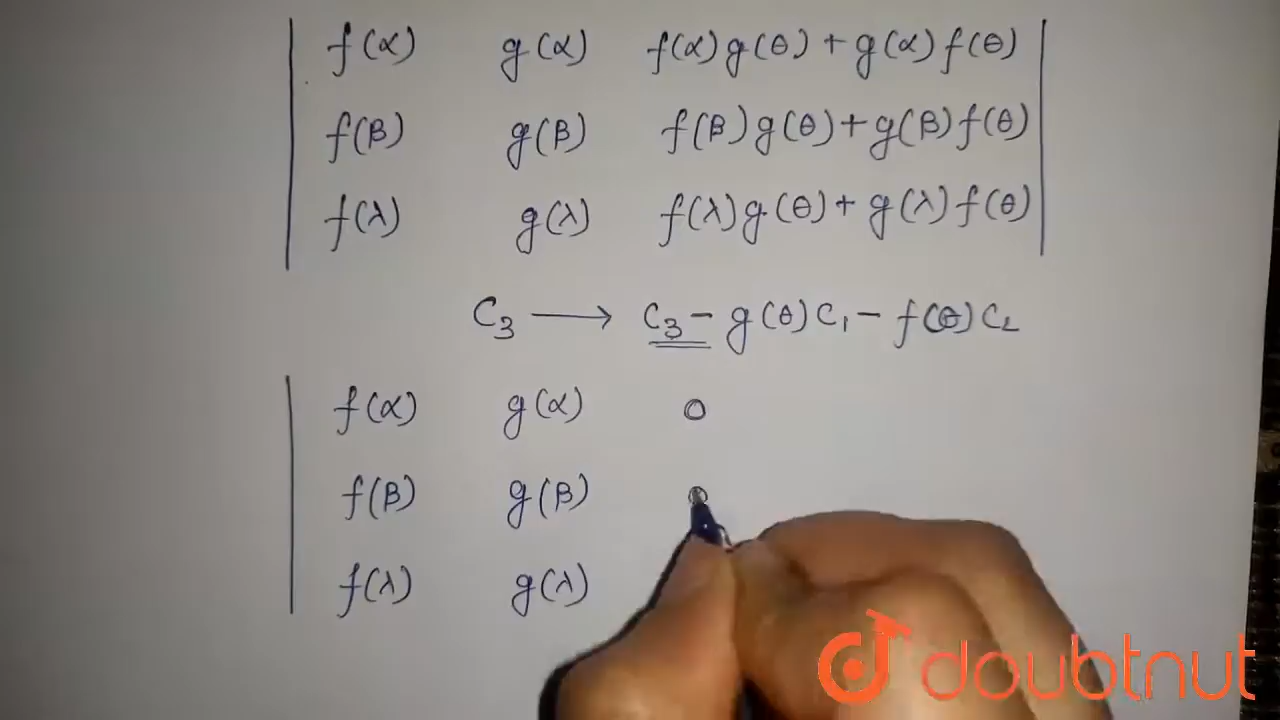 f(α) g(α) f(α)g(θ)+g(α)f(θ)
f(β) g(β) f(β)g(θ)+g(β)f(θ)
f(λ) g(λ) f(λ)g(θ)+g(λ)f(θ)
C₃ ⟶ C₃-g(θ)C₁-f(θ)C₂
f(α) g(α) 0
f(β) g(β) 0
f(λ) g(λ)
doubtnut